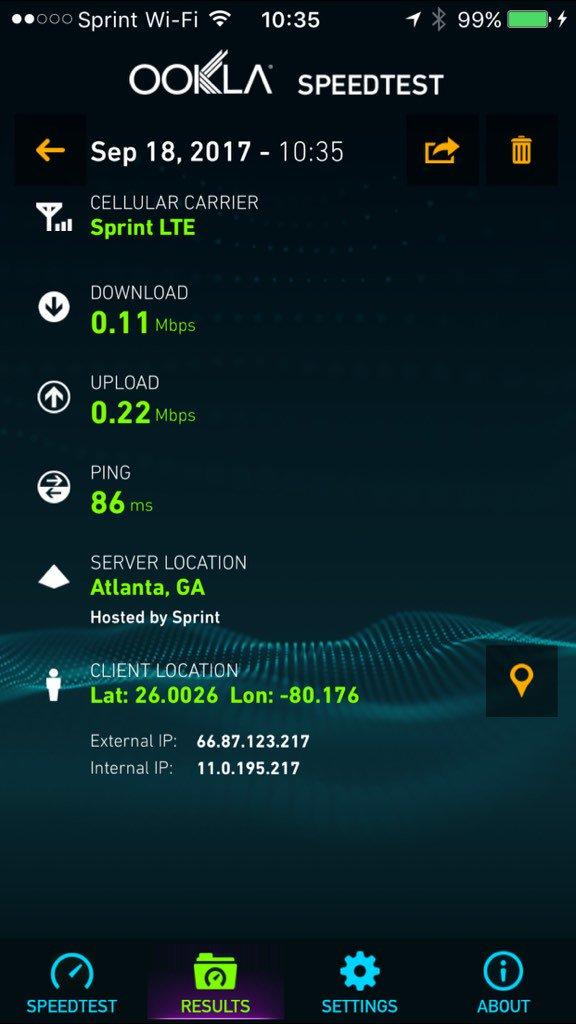 Sprint Wi-Fi 10:35 99%
OOKLA SPEEDTEST
Sep 18, 2017 - 10:35
CELLULAR CARRIER
Sprint LTE
DOWNLOAD
0.11 Mbps
UPLOAD
0.22 Mbps
PING
86 ms
SERVER LOCATION
Atlanta, GA
Hosted by Sprint
CLIENT LOCATION
Lat: 26.0026 Lon: -80.176
External IP: 66.87.123.217
Internal IP: 11.0.195.217
SPEEDTEST RESULTS SETTINGS ABOUT